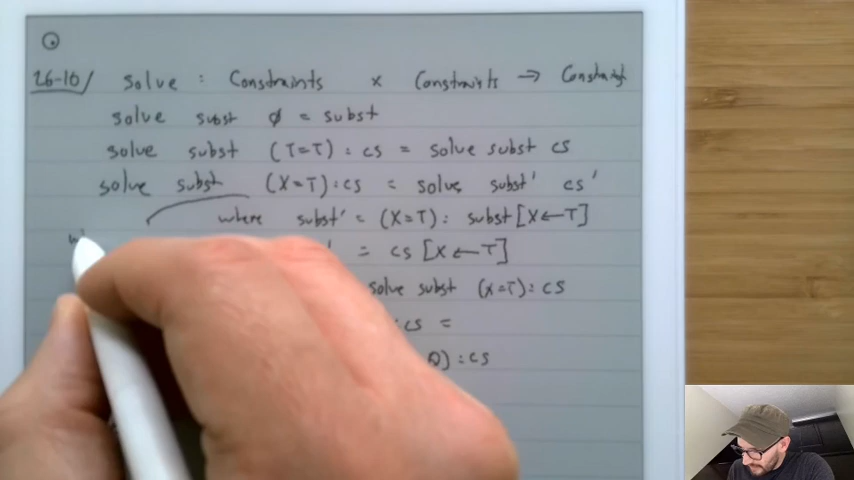 26-10/ solve : Constraints x Constraints → Constraint
solve subst ∅ = subst
solve subst (T=T) : cs = solve subst cs
solve subst (X=T) : cs = solve subst' cs'
where subst' = (X=T) : subst [X←T]
' = cs [X←T]
solve subst (X=T) : cs
: cs =
) : cs